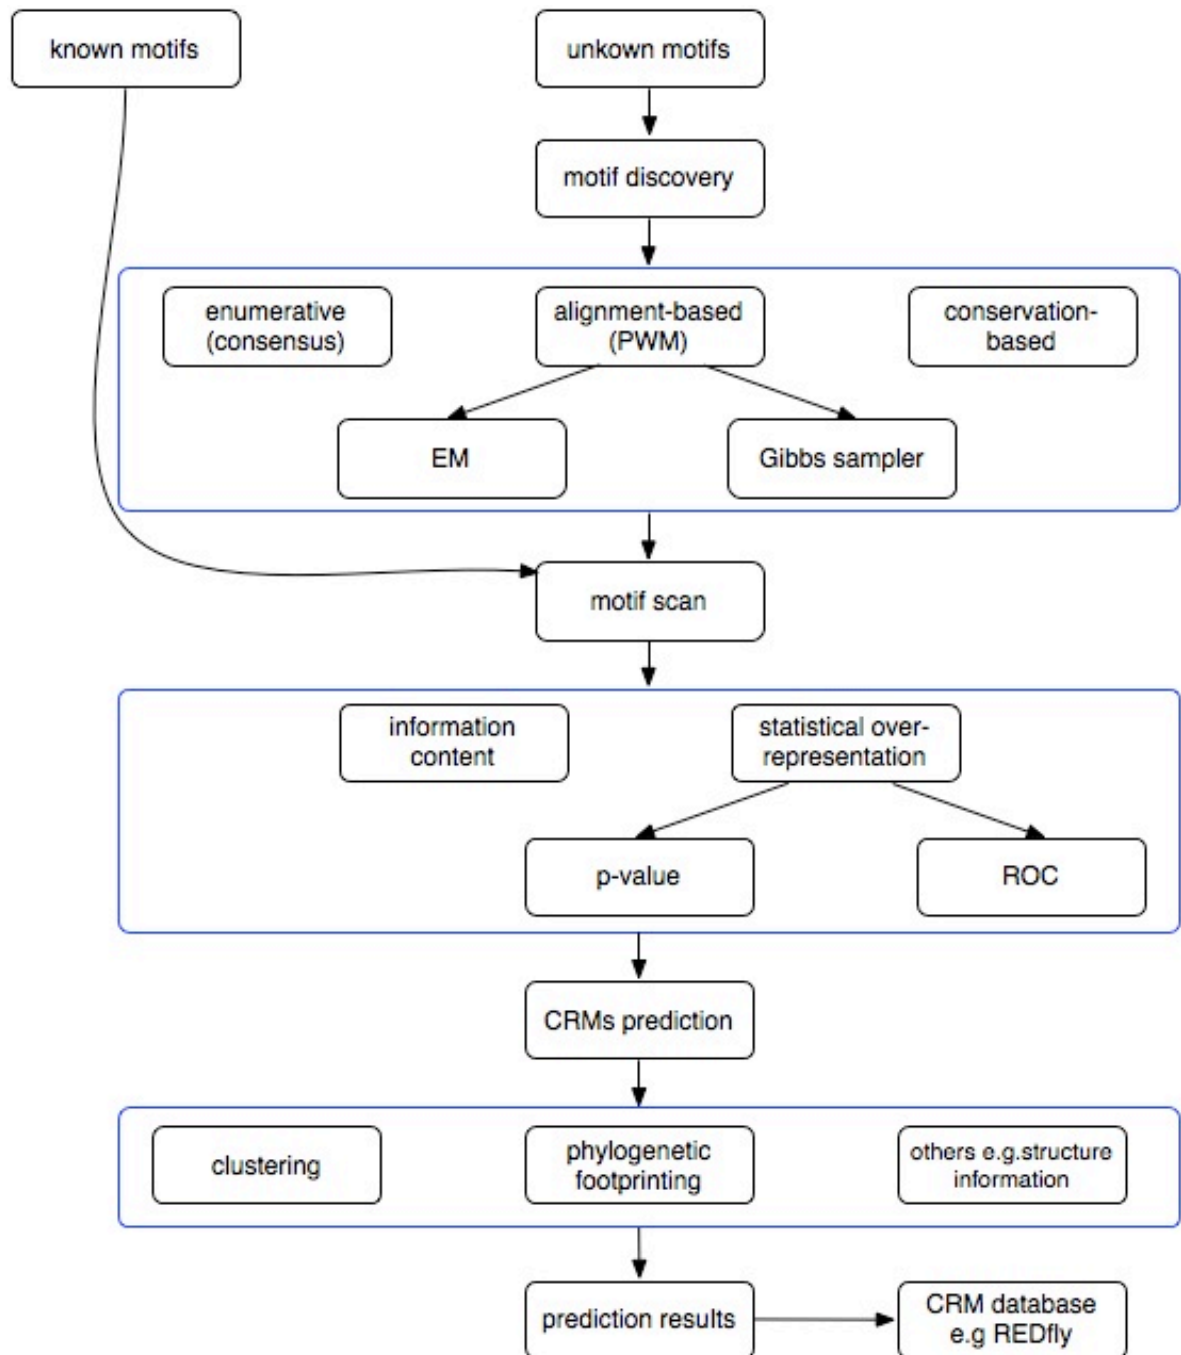 known motifs
unkown motifs
motif discovery
enumerative
(consensus)
alignment-based
(PWM)
conservation-
based
EM
Gibbs sampler
motif scan
information
content
statistical over-
representation
p-value
ROC
CRMs prediction
clustering
phylogenetic
footprinting
others e.g.structure
information
prediction results
CRM database
e.g REDfly